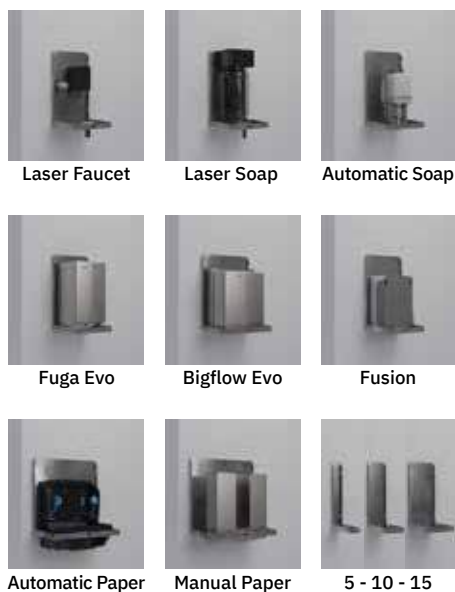 Laser Faucet
Laser Soap
Automatic Soap
Fuga Evo
Bigflow Evo
Fusion
Automatic Paper
Manual Paper
5 - 10 - 15